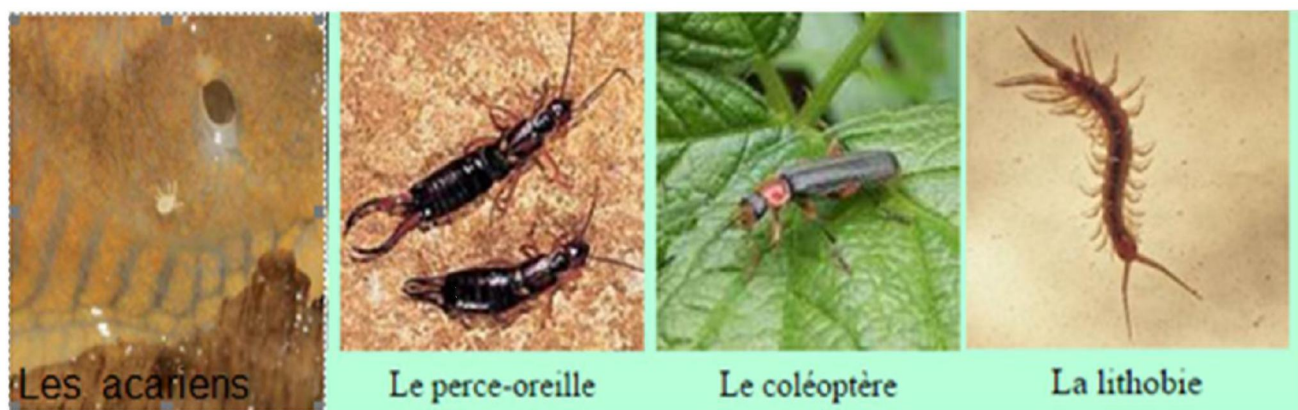 Les acariens
Le perce-oreille
Le coléoptère
La lithobie